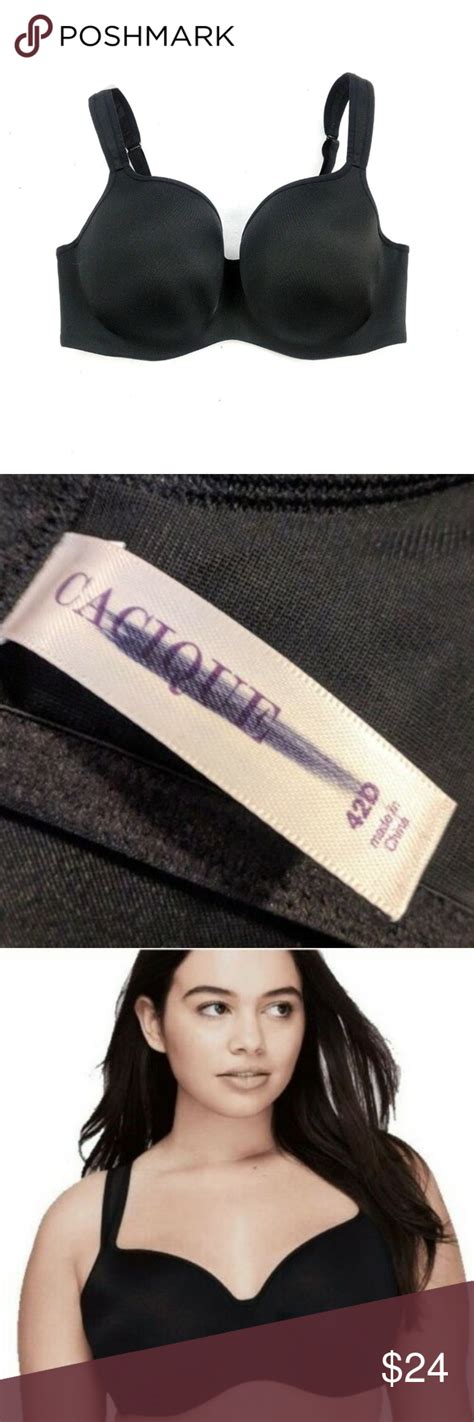 POSHMARK
CACIQUE
42D
made in
China
$24